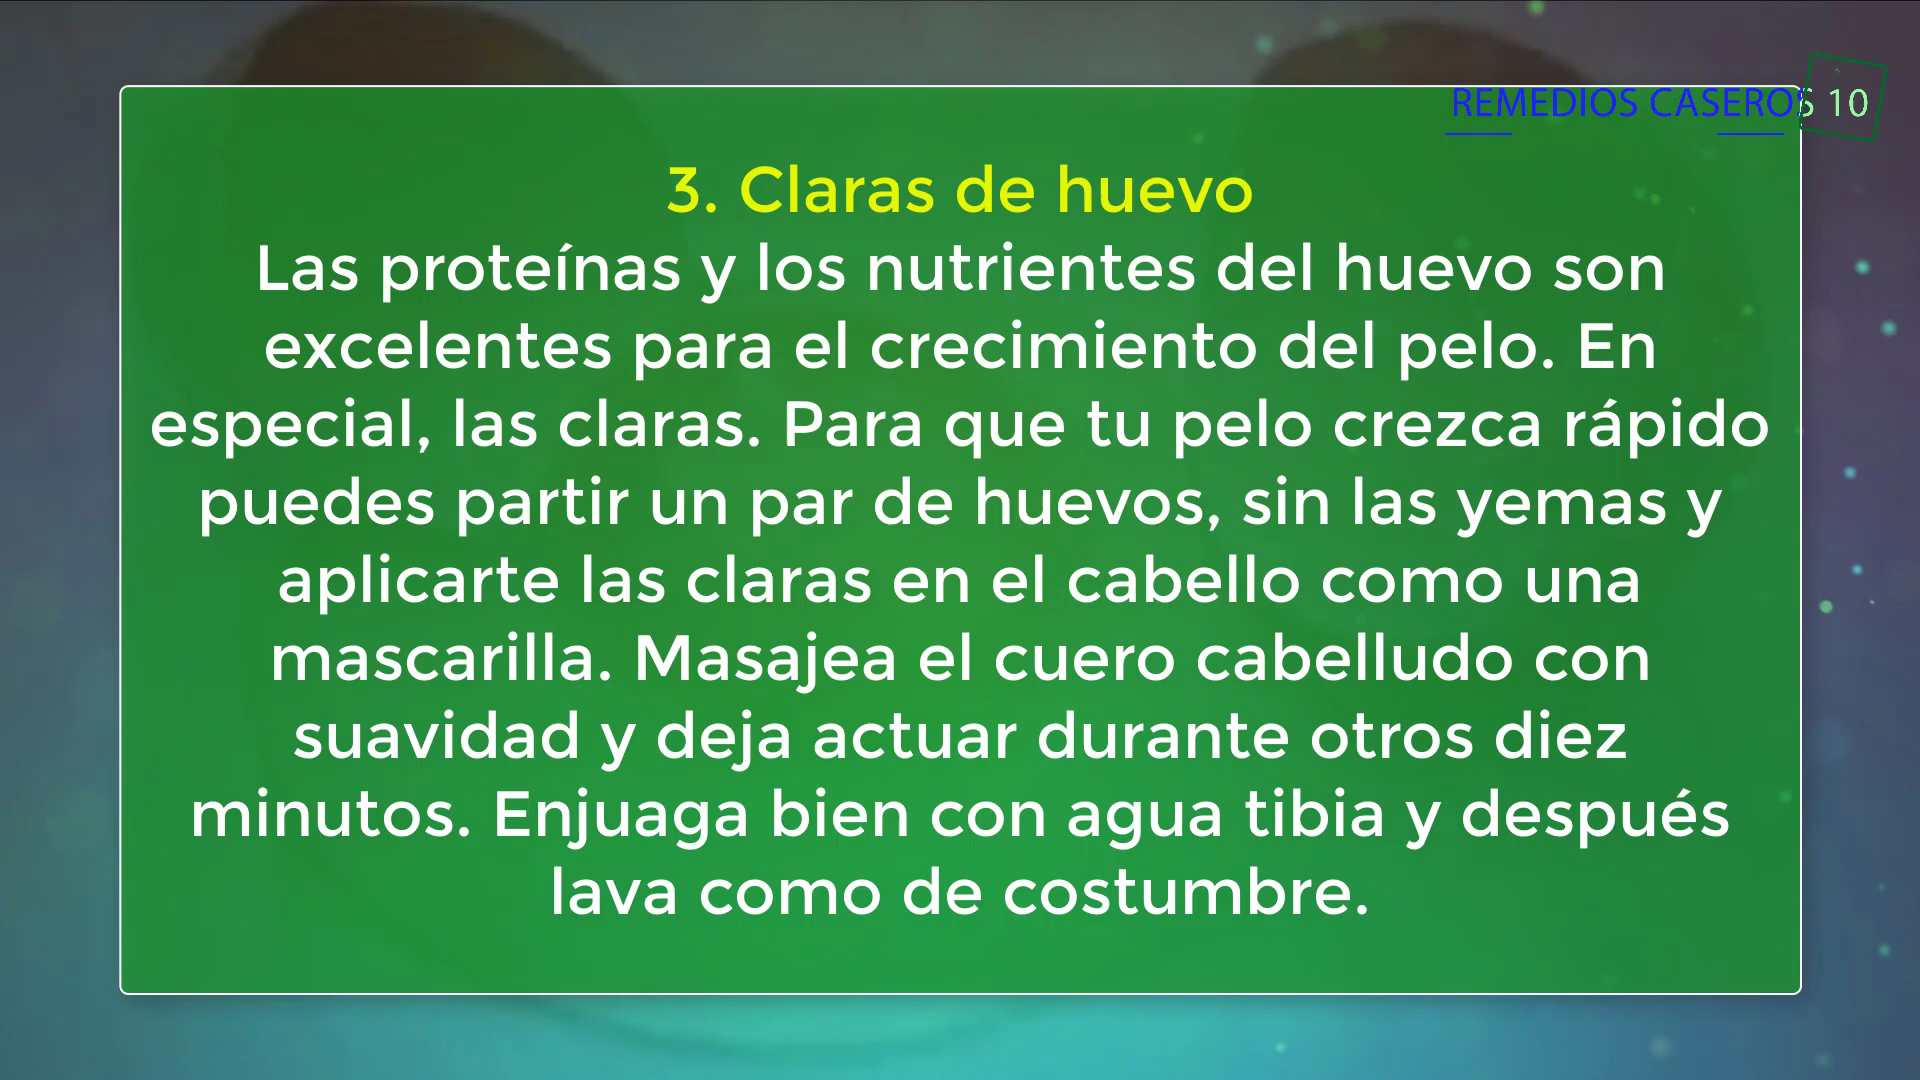 REMEDIOS CASEROS 10
3. Claras de huevo
Las proteínas y los nutrientes del huevo son
excelentes para el crecimiento del pelo. En
especial, las claras. Para que tu pelo crezca rápido
puedes partir un par de huevos, sin las yemas y
aplicarte las claras en el cabello como una
mascarilla. Masajea el cuero cabelludo con
suavidad y deja actuar durante otros diez
minutos. Enjuaga bien con agua tibia y después
lava como de costumbre.